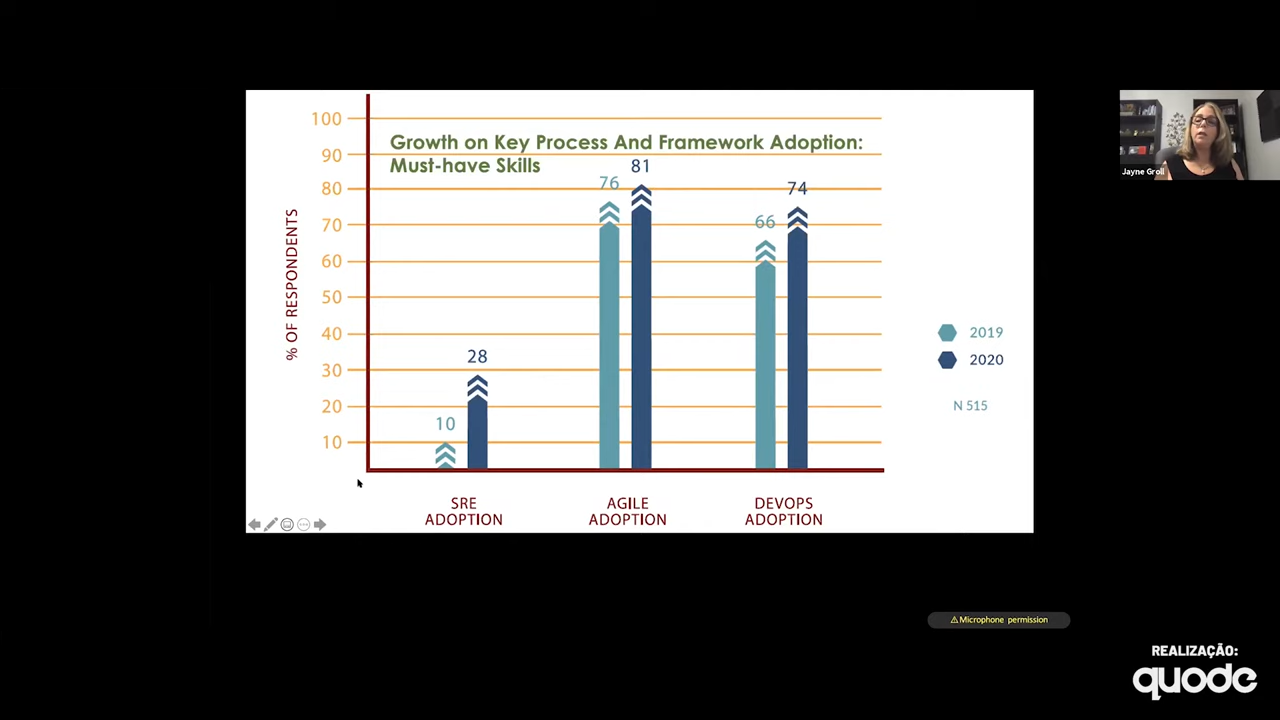 Growth on Key Process And Framework Adoption:
Must-have Skills
100
90
80
70
60
50
40
30
20
10
% OF RESPONDENTS
10
28
76
81
66
74
SRE
ADOPTION
AGILE
ADOPTION
DEVOPS
ADOPTION
2019
2020
N 515
Jayne Groll
⚠Microphone permission
REALIZAÇÃO:
quode